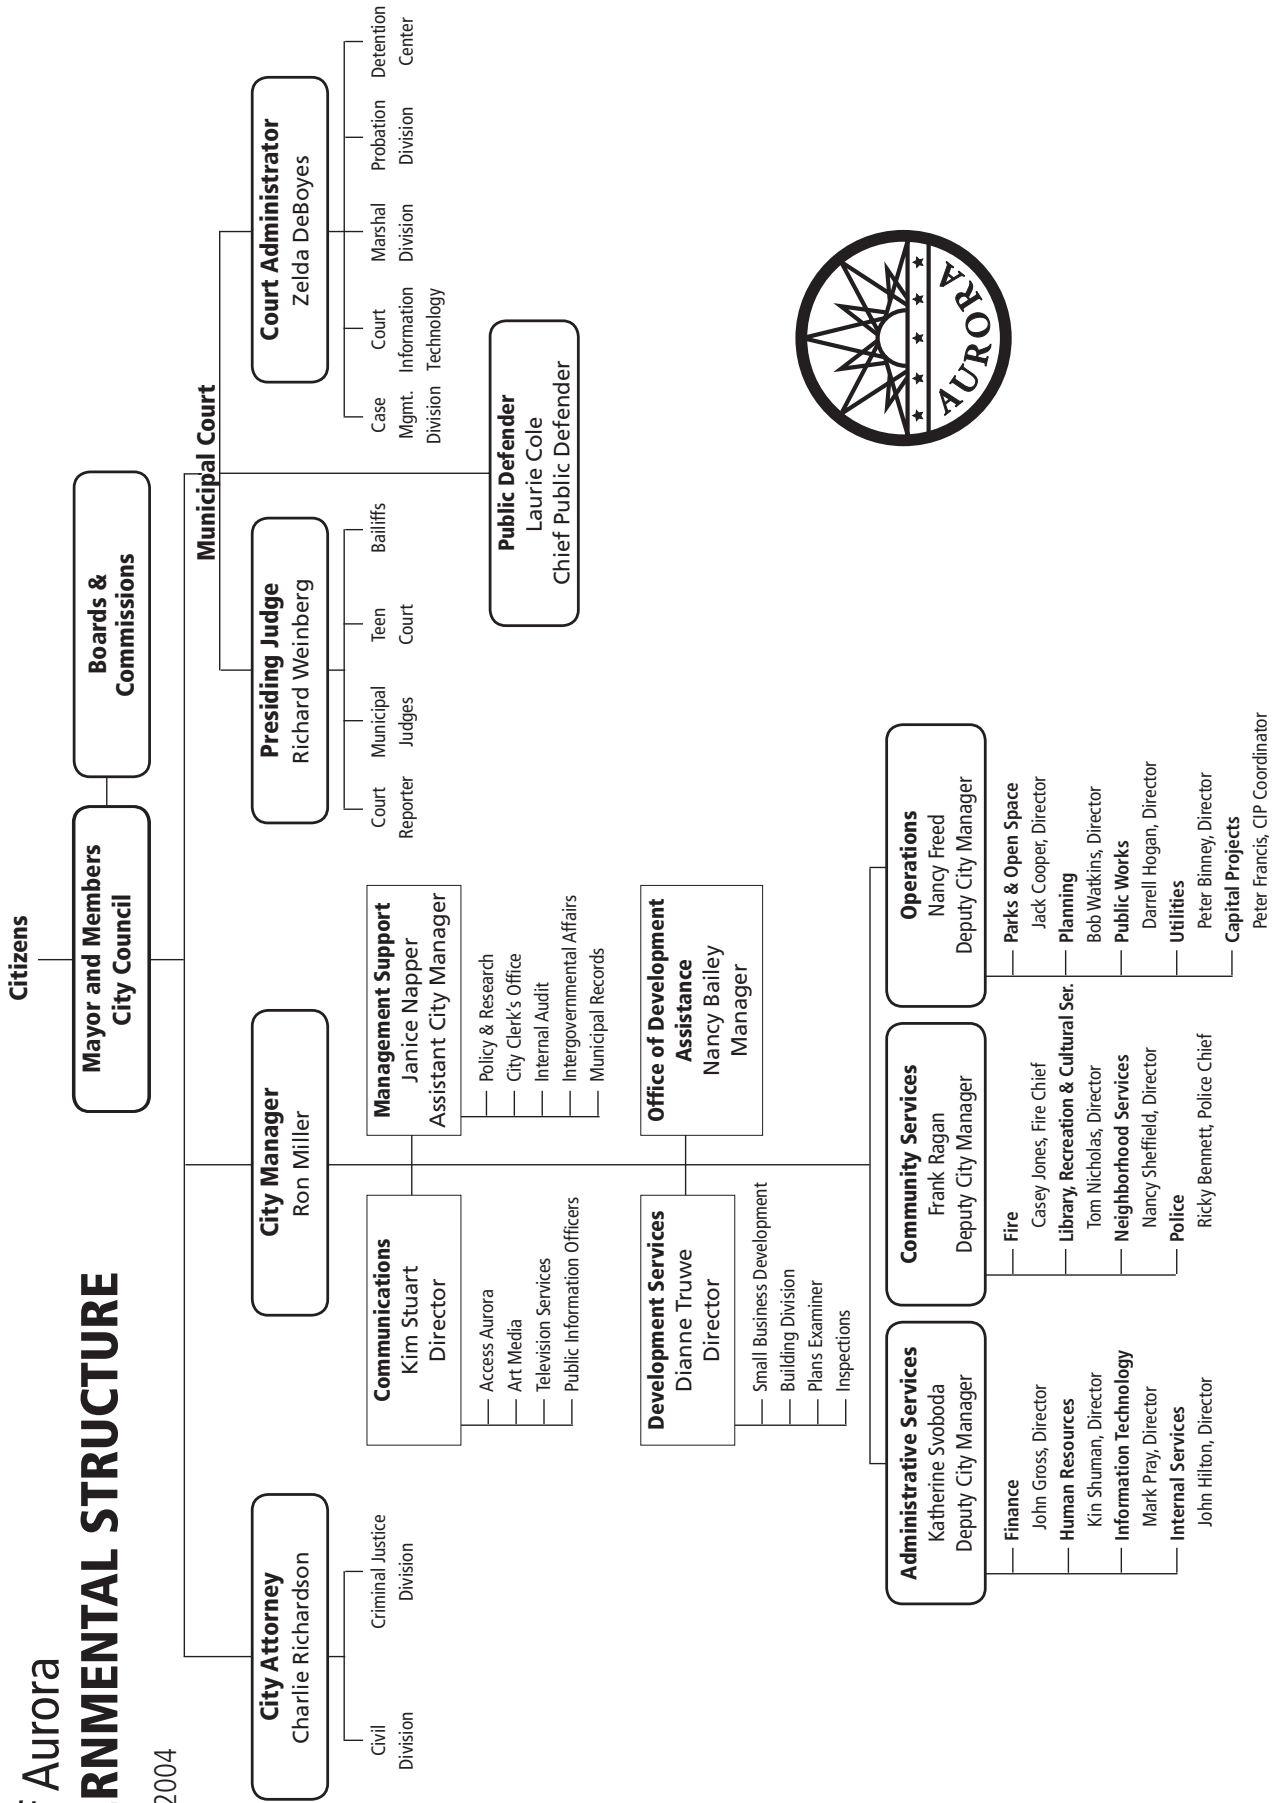 Aurora
RNMENTAL STRUCTURE
2004
Citizens
Mayor and Members
City Council
Boards &
Commissions
Municipal Court
City Attorney
Charlie Richardson
Civil
Division
Criminal Justice
Division
City Manager
Ron Miller
Presiding Judge
Richard Weinberg
Court
Reporter
Municipal
Judges
Teen
Court
Bailiffs
Court Administrator
Zelda DeBoyes
Case
Mgmt.
Division
Court
Information
Technology
Marshal
Division
Probation
Division
Detention
Center
Public Defender
Laurie Cole
Chief Public Defender
Communications
Kim Stuart
Director
Access Aurora
Art Media
Television Services
Public Information Officers
Management Support
Janice Napper
Assistant City Manager
Policy & Research
City Clerk's Office
Internal Audit
Intergovernmental Affairs
Municipal Records
Development Services
Dianne Truwe
Director
Small Business Development
Building Division
Plans Examiner
Inspections
Office of Development
Assistance
Nancy Bailey
Manager
Administrative Services
Katherine Svoboda
Deputy City Manager
Finance
John Gross, Director
Human Resources
Kin Shuman, Director
Information Technology
Mark Pray, Director
Internal Services
John Hilton, Director
Community Services
Frank Ragan
Deputy City Manager
Fire
Casey Jones, Fire Chief
Library, Recreation & Cultural Ser.
Tom Nicholas, Director
Neighborhood Services
Nancy Sheffield, Director
Police
Ricky Bennett, Police Chief
Operations
Nancy Freed
Deputy City Manager
Parks & Open Space
Jack Cooper, Director
Planning
Bob Watkins, Director
Public Works
Darrell Hogan, Director
Utilities
Peter Binney, Director
Capital Projects
Peter Francis, CIP Coordinator
AURORA